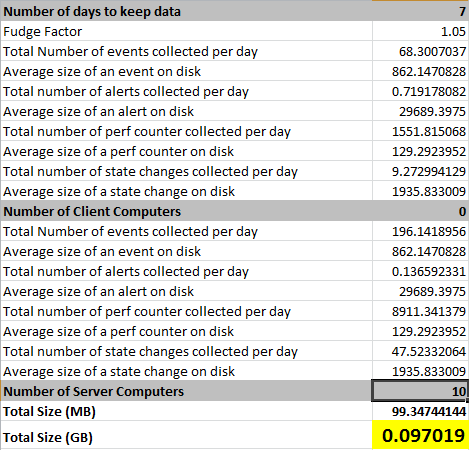 Number of days to keep data 7
Fudge Factor 1.05
Total Number of events collected per day 68.3007037
Average size of an event on disk 862.1470828
Total number of alerts collected per day 0.719178082
Average size of an alert on disk 29689.3975
Total number of perf counter collected per day 1551.815068
Average size of a perf counter on disk 129.2923952
Total number of state changes collected per day 9.272994129
Average size of a state change on disk 1935.833009
Number of Client Computers 0
Total Number of events collected per day 196.1418956
Average size of an event on disk 862.1470828
Total number of alerts collected per day 0.136592331
Average size of an alert on disk 29689.3975
Total number of perf counter collected per day 8911.341379
Average size of a perf counter on disk 129.2923952
Total number of state changes collected per day 47.52332064
Average size of a state change on disk 1935.833009
Number of Server Computers 10
Total Size (MB) 99.34744144
Total Size (GB) 0.097019